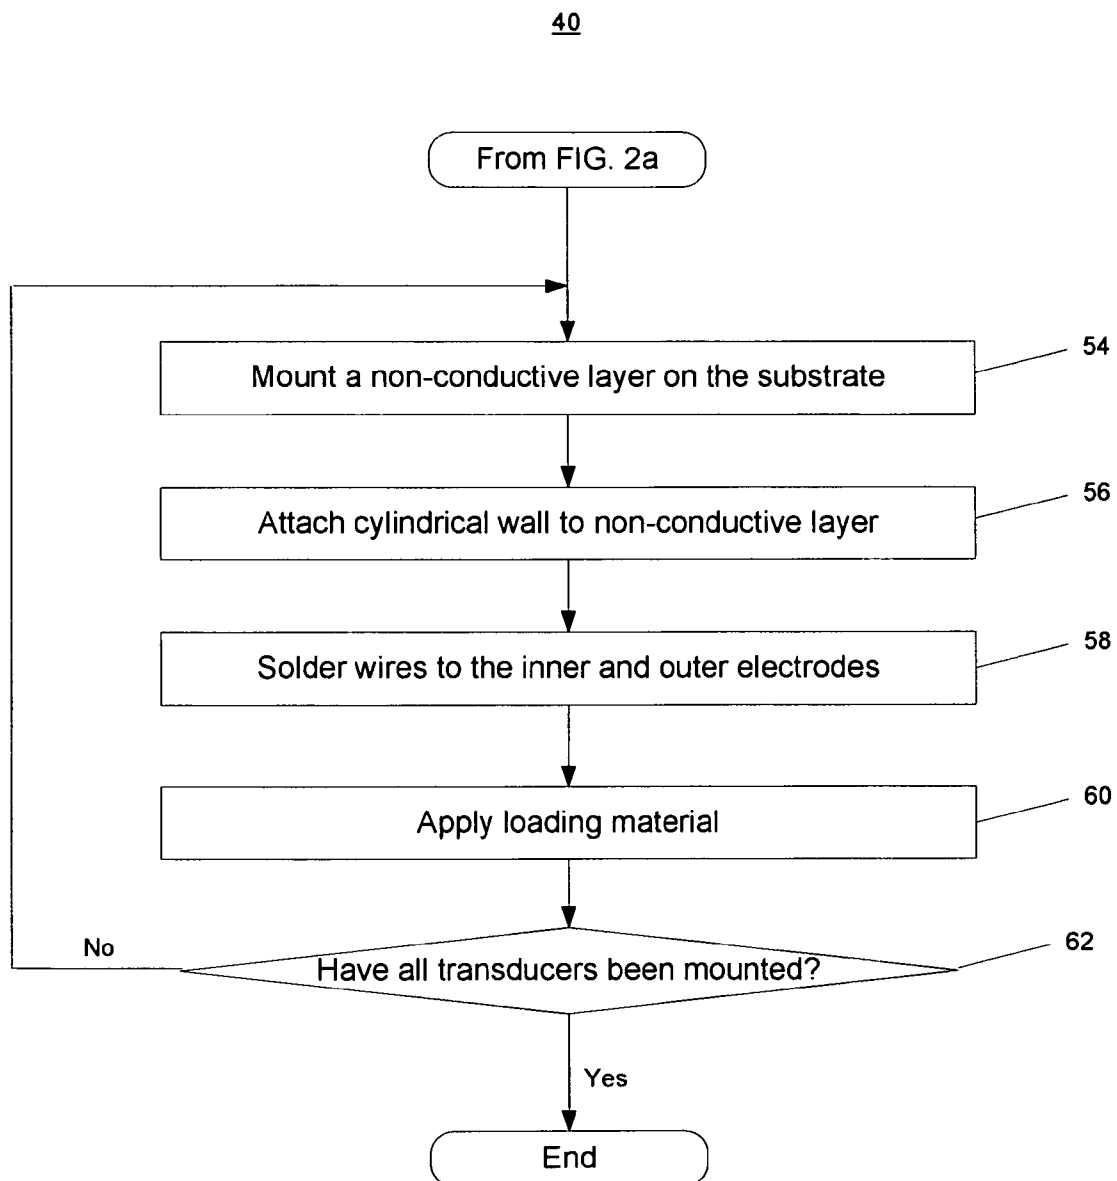 40
From FIG. 2a
Mount a non-conductive layer on the substrate
54
Attach cylindrical wall to non-conductive layer
56
Solder wires to the inner and outer electrodes
58
Apply loading material
60
No
Have all transducers been mounted?
62
Yes
End